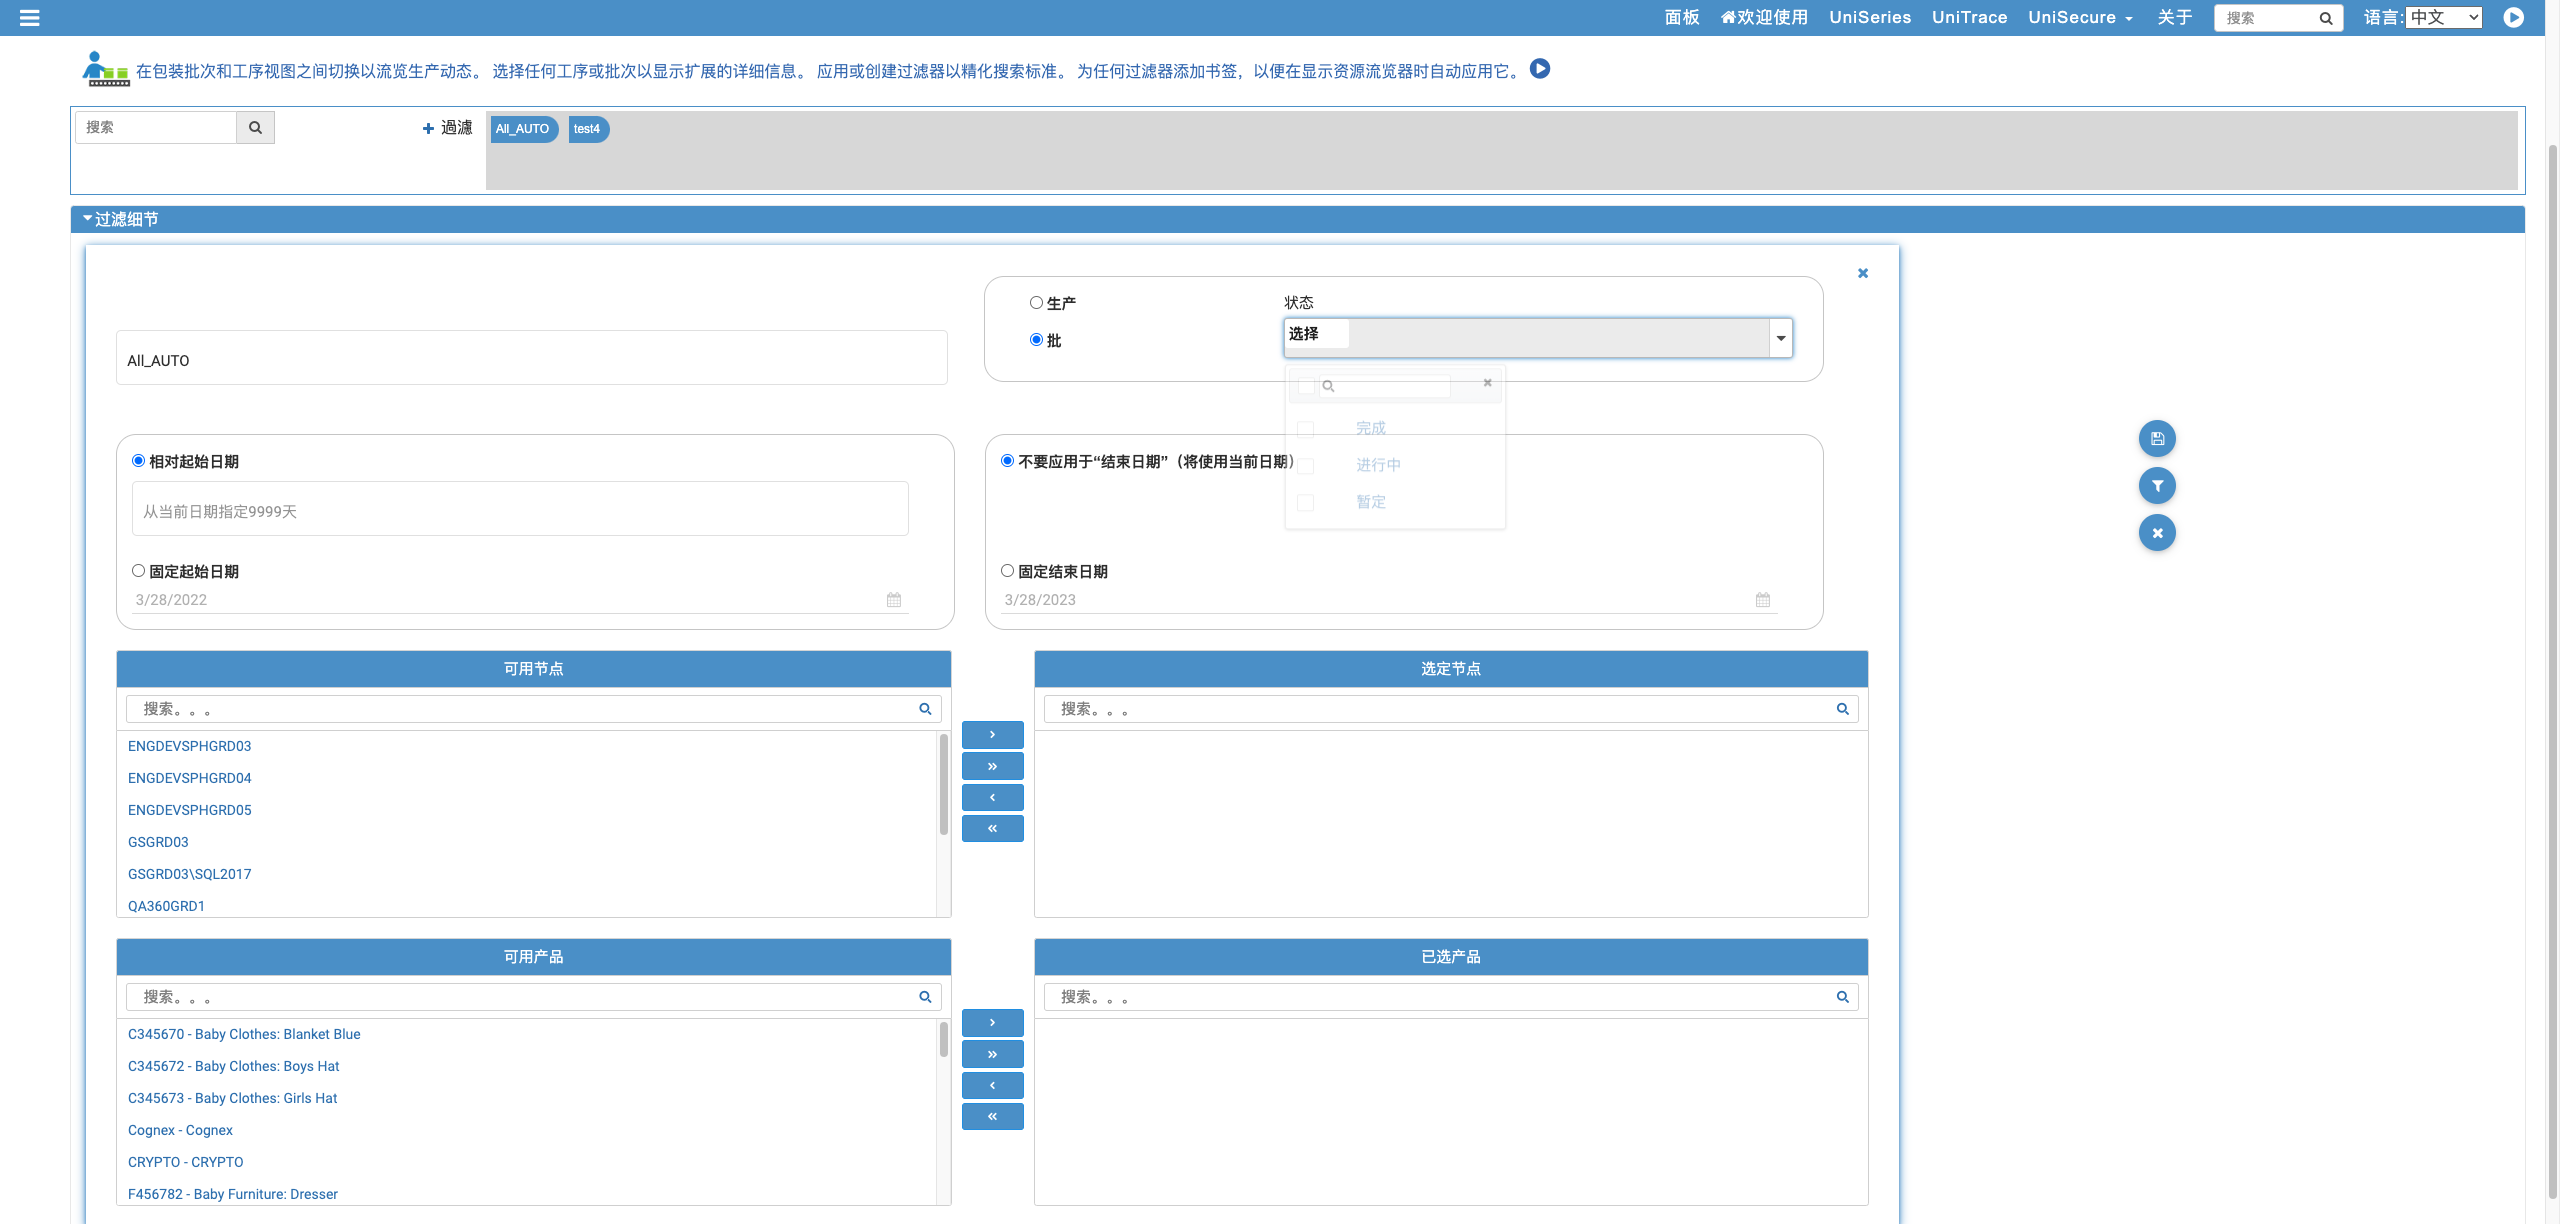 面板 欢迎使用 UniSeries UniTrace UniSecure 关于 搜索 语言: 中文
在包装批次和工序视图之间切换以流览生产动态。 选择任何工序或批次以显示扩展的详细信息。 应用或创建过滤器以精化搜索标准。 为任何过滤器添加书签，以便在显示资源流览器时自动应用它。
搜索 過濾 All_AUTO test4
过滤细节
生产 状态
批 选择
All_AUTO
完成
进行中
暂定
相对起始日期
从当前日期指定9999天
固定起始日期
3/28/2022
不要应用于“结束日期”（将使用当前日期）
固定结束日期
3/28/2023
可用节点
搜索。。。
ENGDEVSPHGRD03
ENGDEVSPHGRD04
ENGDEVSPHGRD05
GSGRD03
GSGRD03\SQL2017
QA360GRD1
选定节点
搜索。。。
可用产品
搜索。。。
C345670 - Baby Clothes: Blanket Blue
C345672 - Baby Clothes: Boys Hat
C345673 - Baby Clothes: Girls Hat
Cognex - Cognex
CRYPTO - CRYPTO
F456782 - Baby Furniture: Dresser
已选产品
搜索。。。